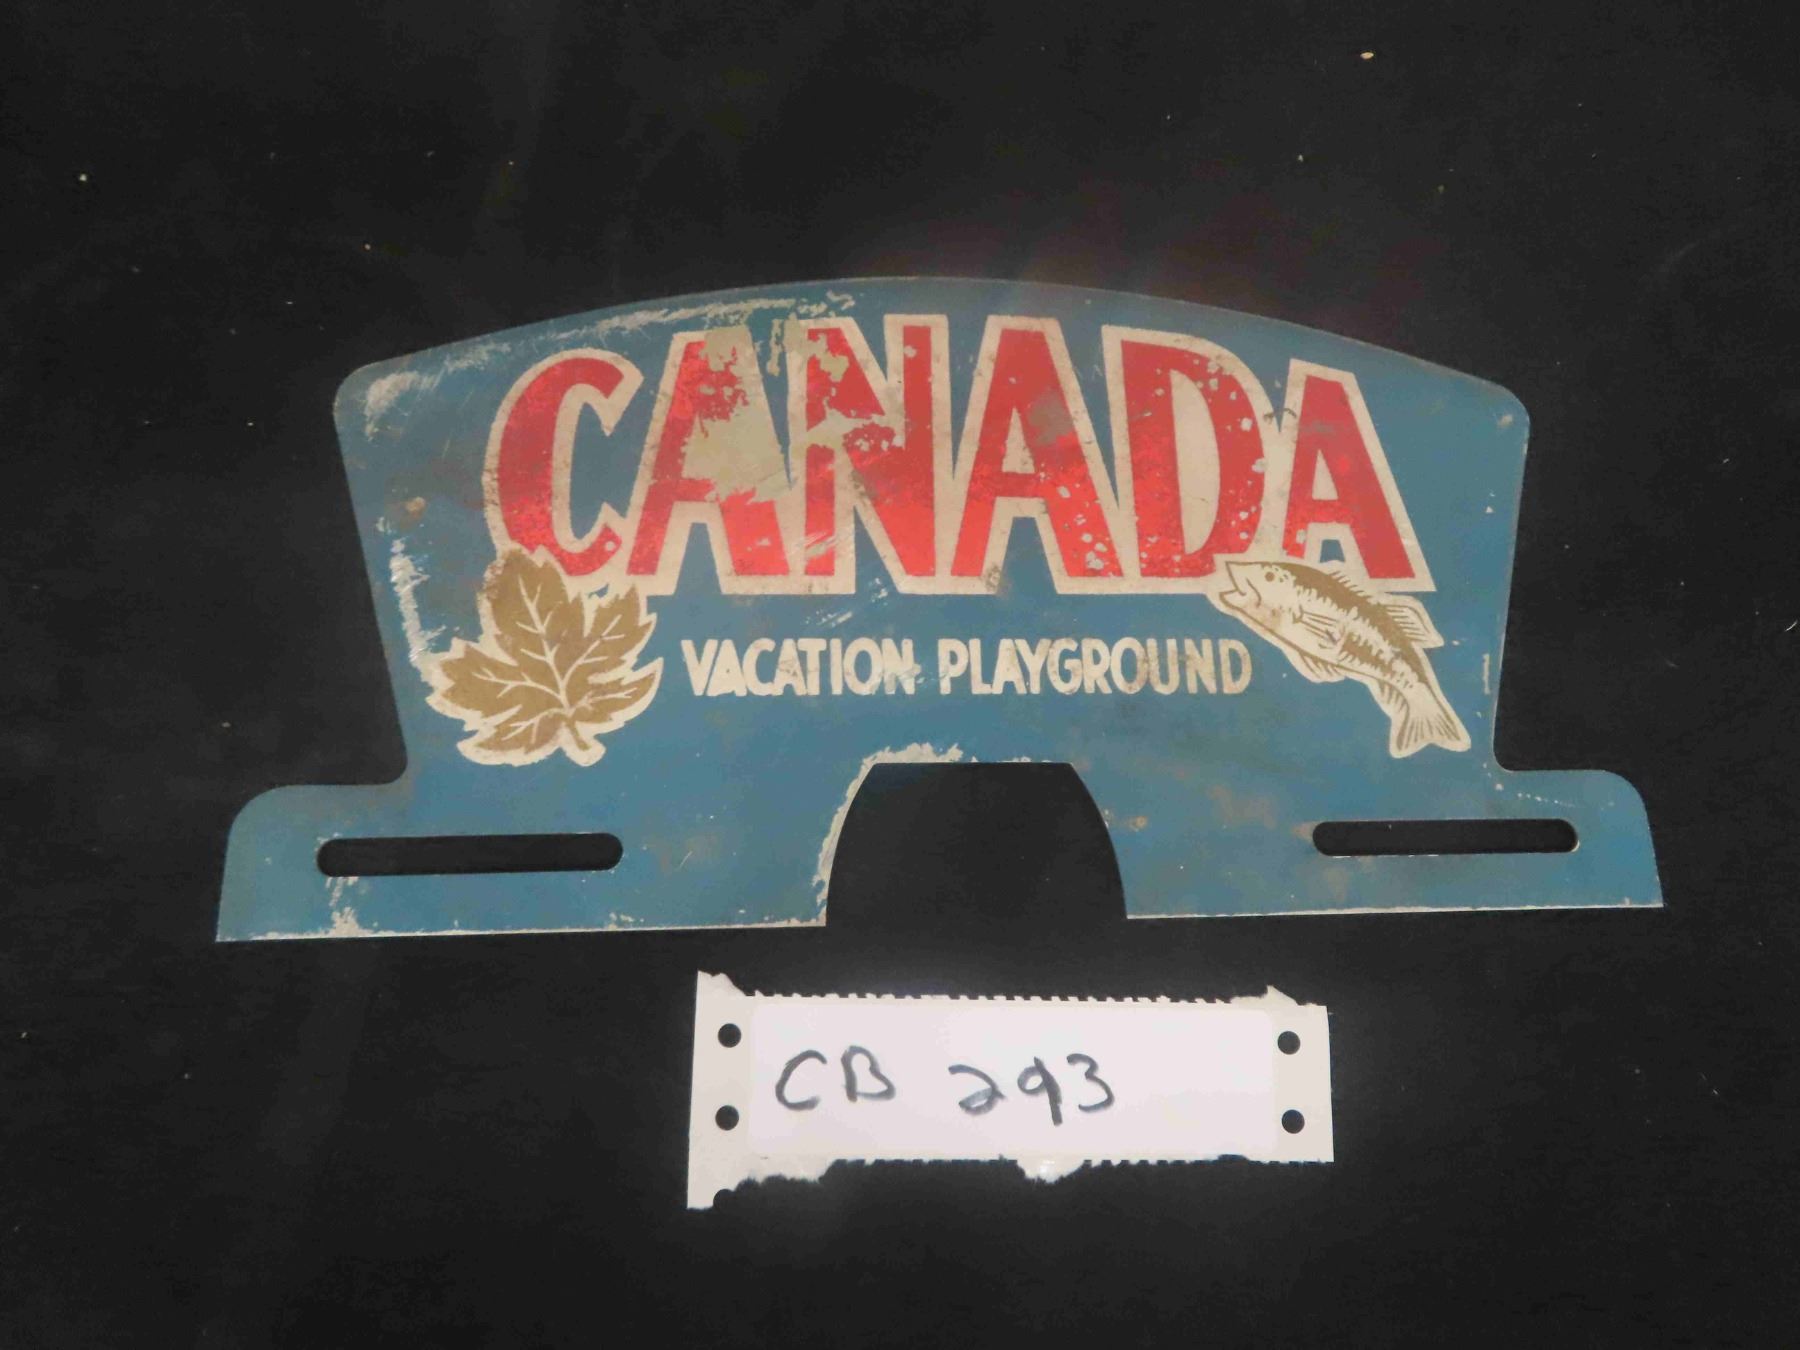 CANADA
VACATION PLAYGROUND
CB 293